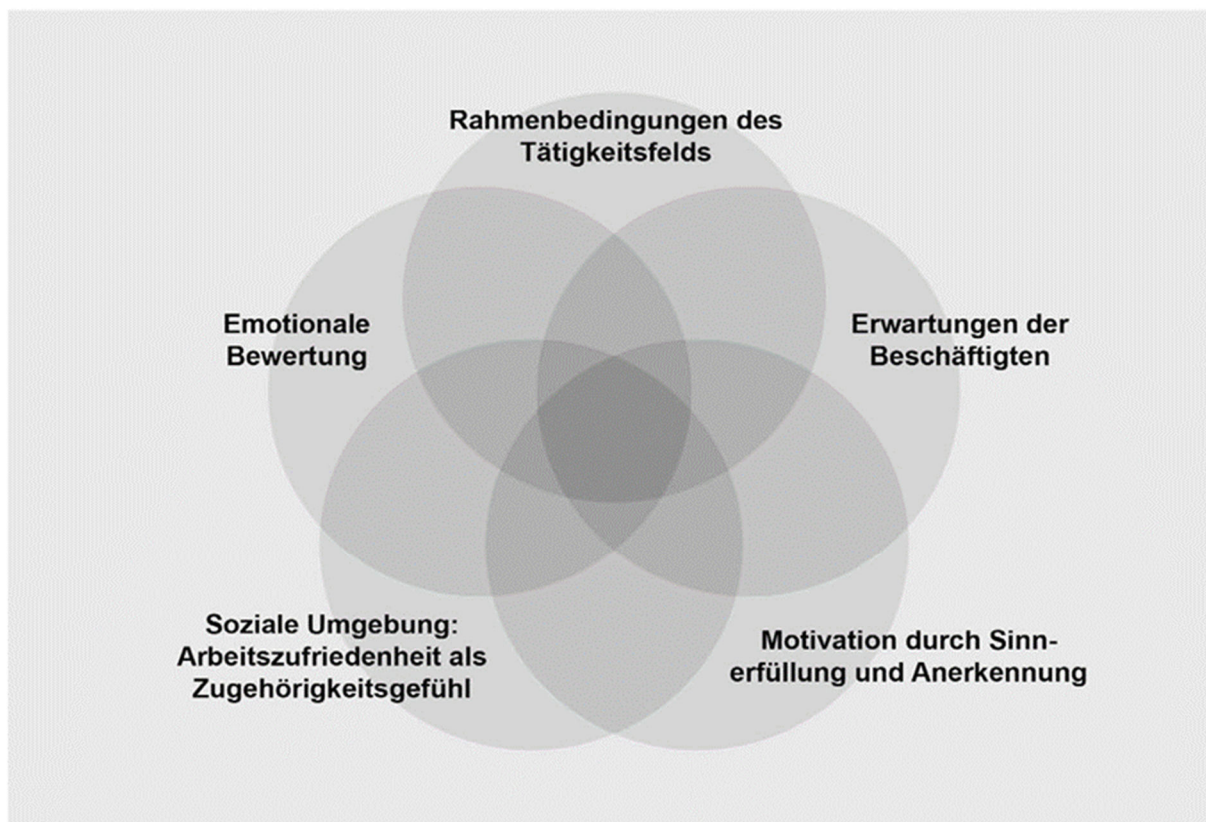 Rahmenbedingungen des
Tätigkeitsfelds
Emotionale
Bewertung
Erwartungen der
Beschäftigten
Soziale Umgebung:
Arbeitszufriedenheit als
Zugehörigkeitsgefühl
Motivation durch Sinn-
erfüllung und Anerkennung